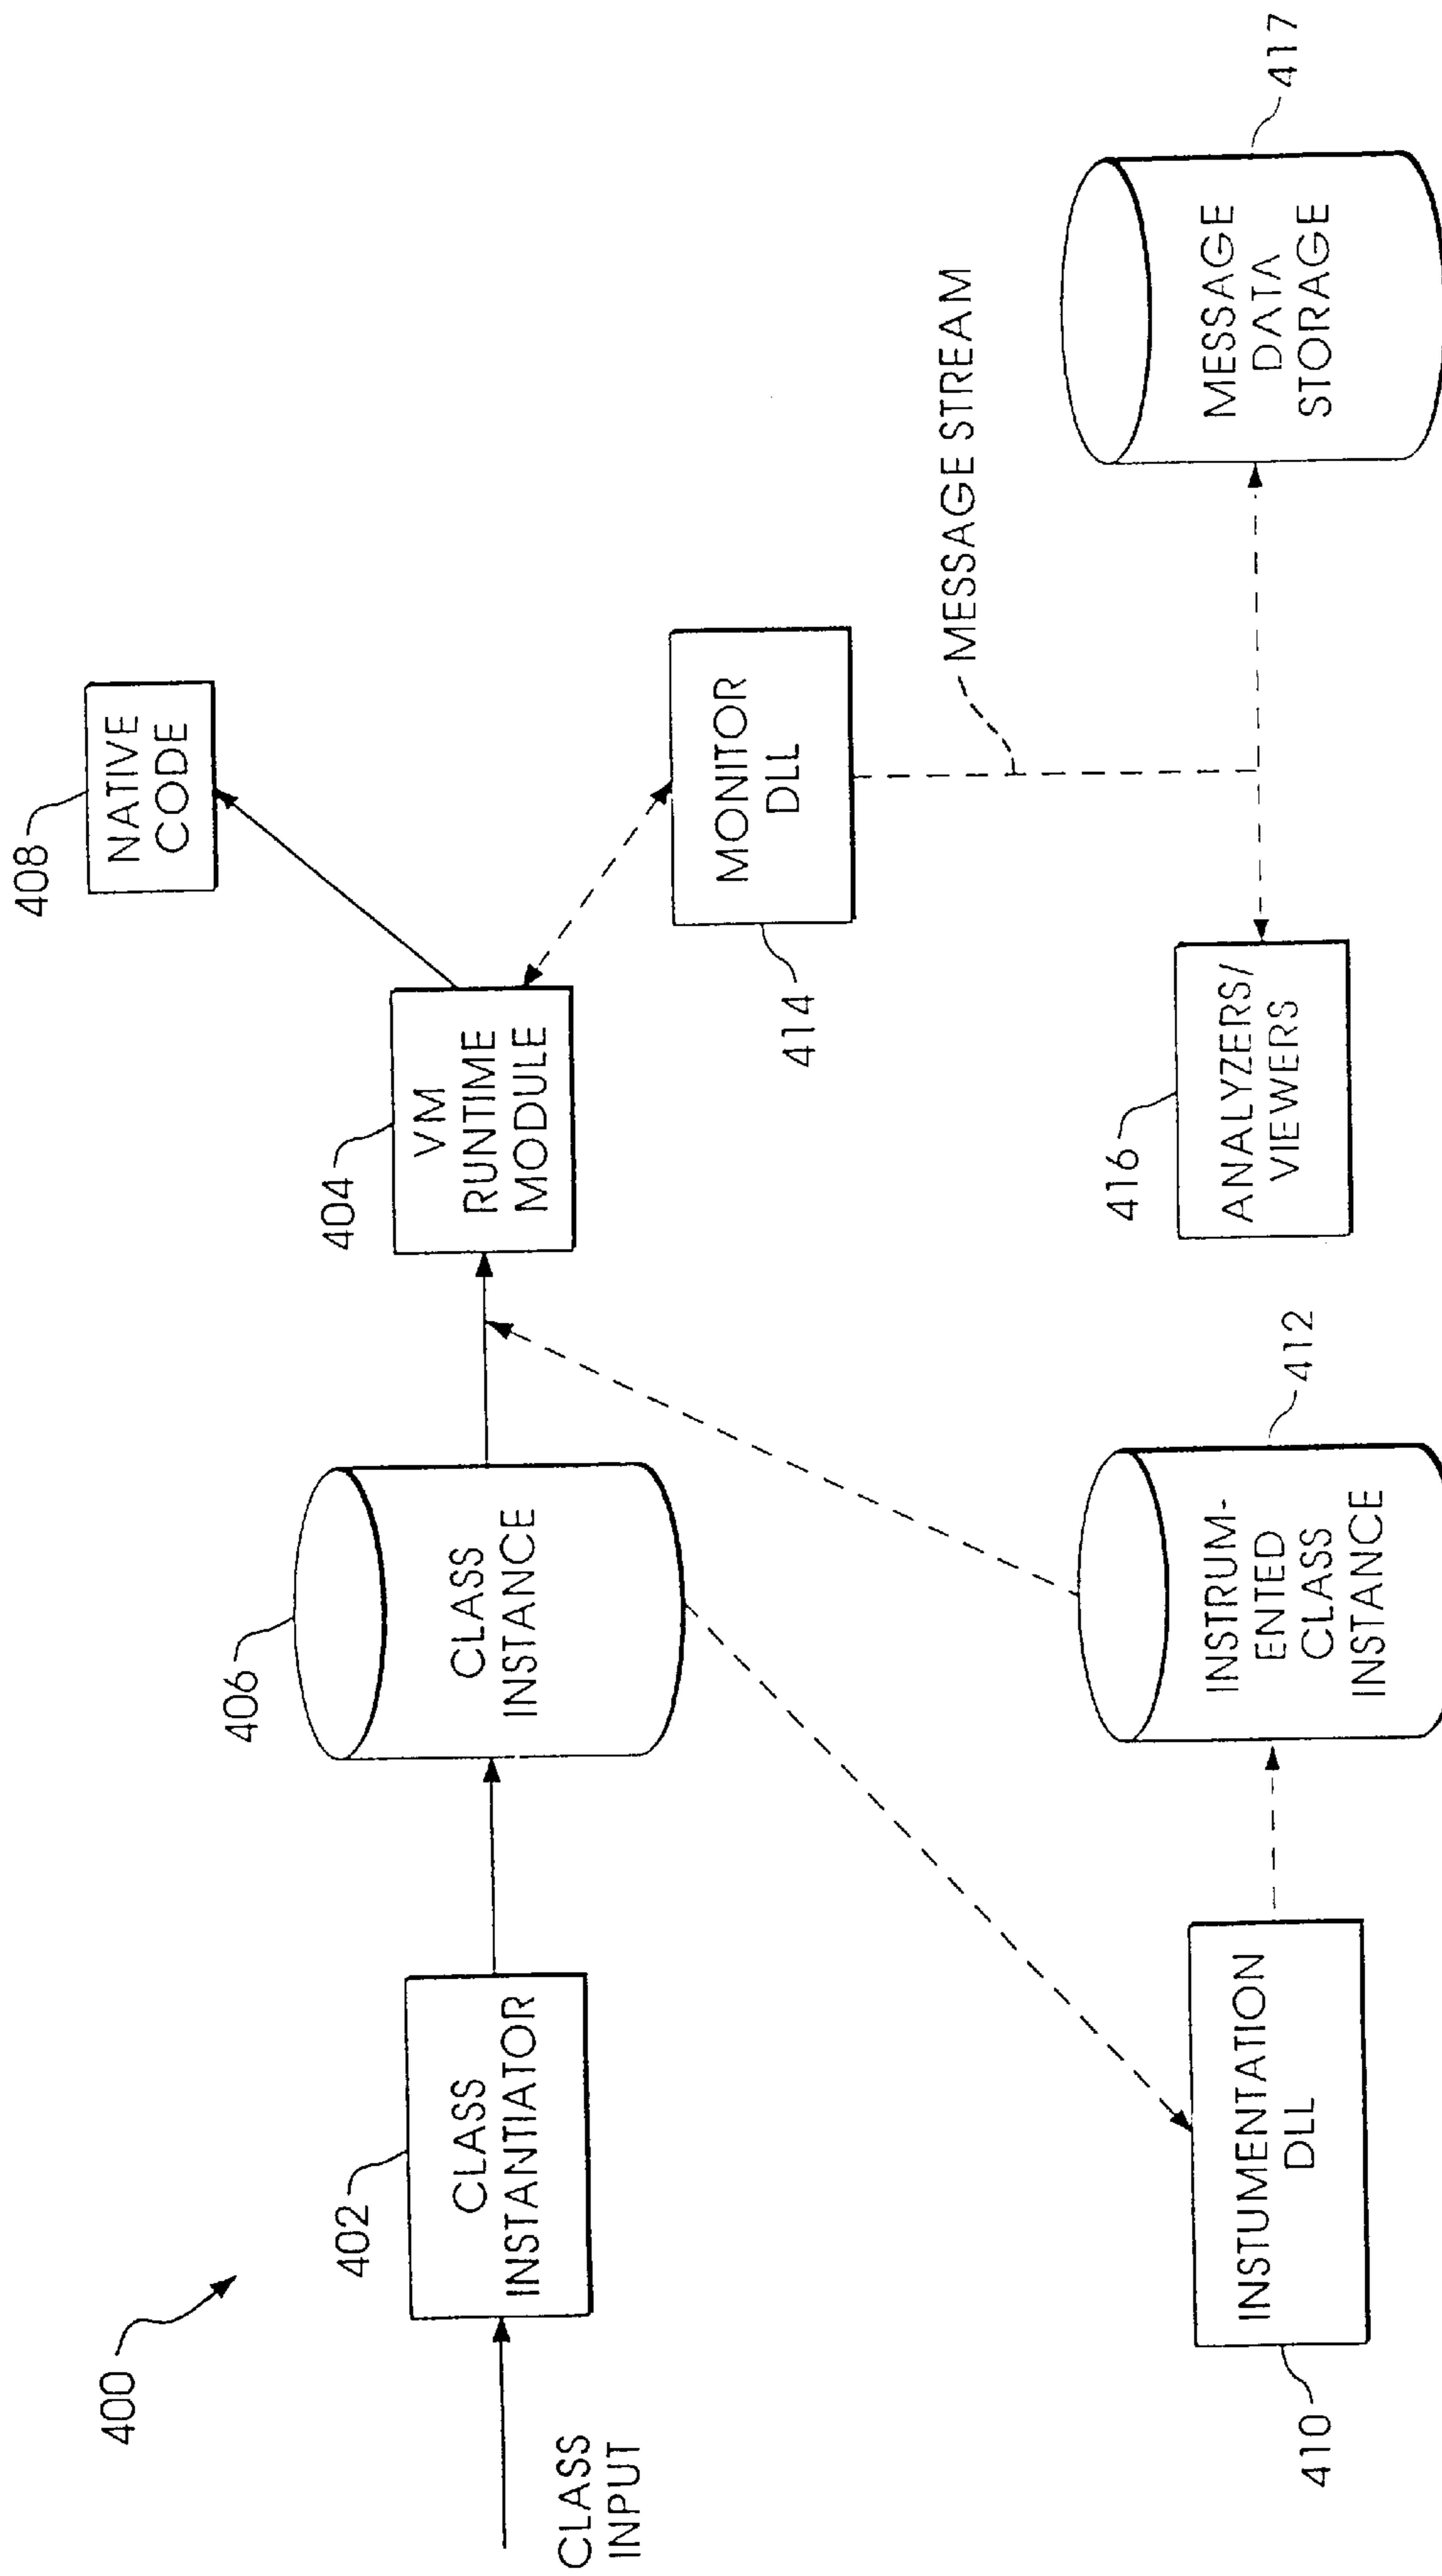 400
CLASS
INPUT
402
CLASS
INSTANTIATOR
406
CLASS
INSTANCE
404
VM
RUNTIME
MODULE
408
NATIVE
CODE
414
MONITOR
DLL
MESSAGE STREAM
410
INSTUMENTATION
DLL
INSTRUM-
ENTED
CLASS
INSTANCE
412
416
ANALYZERS/
VIEWERS
MESSAGE
DATA
STORAGE
417